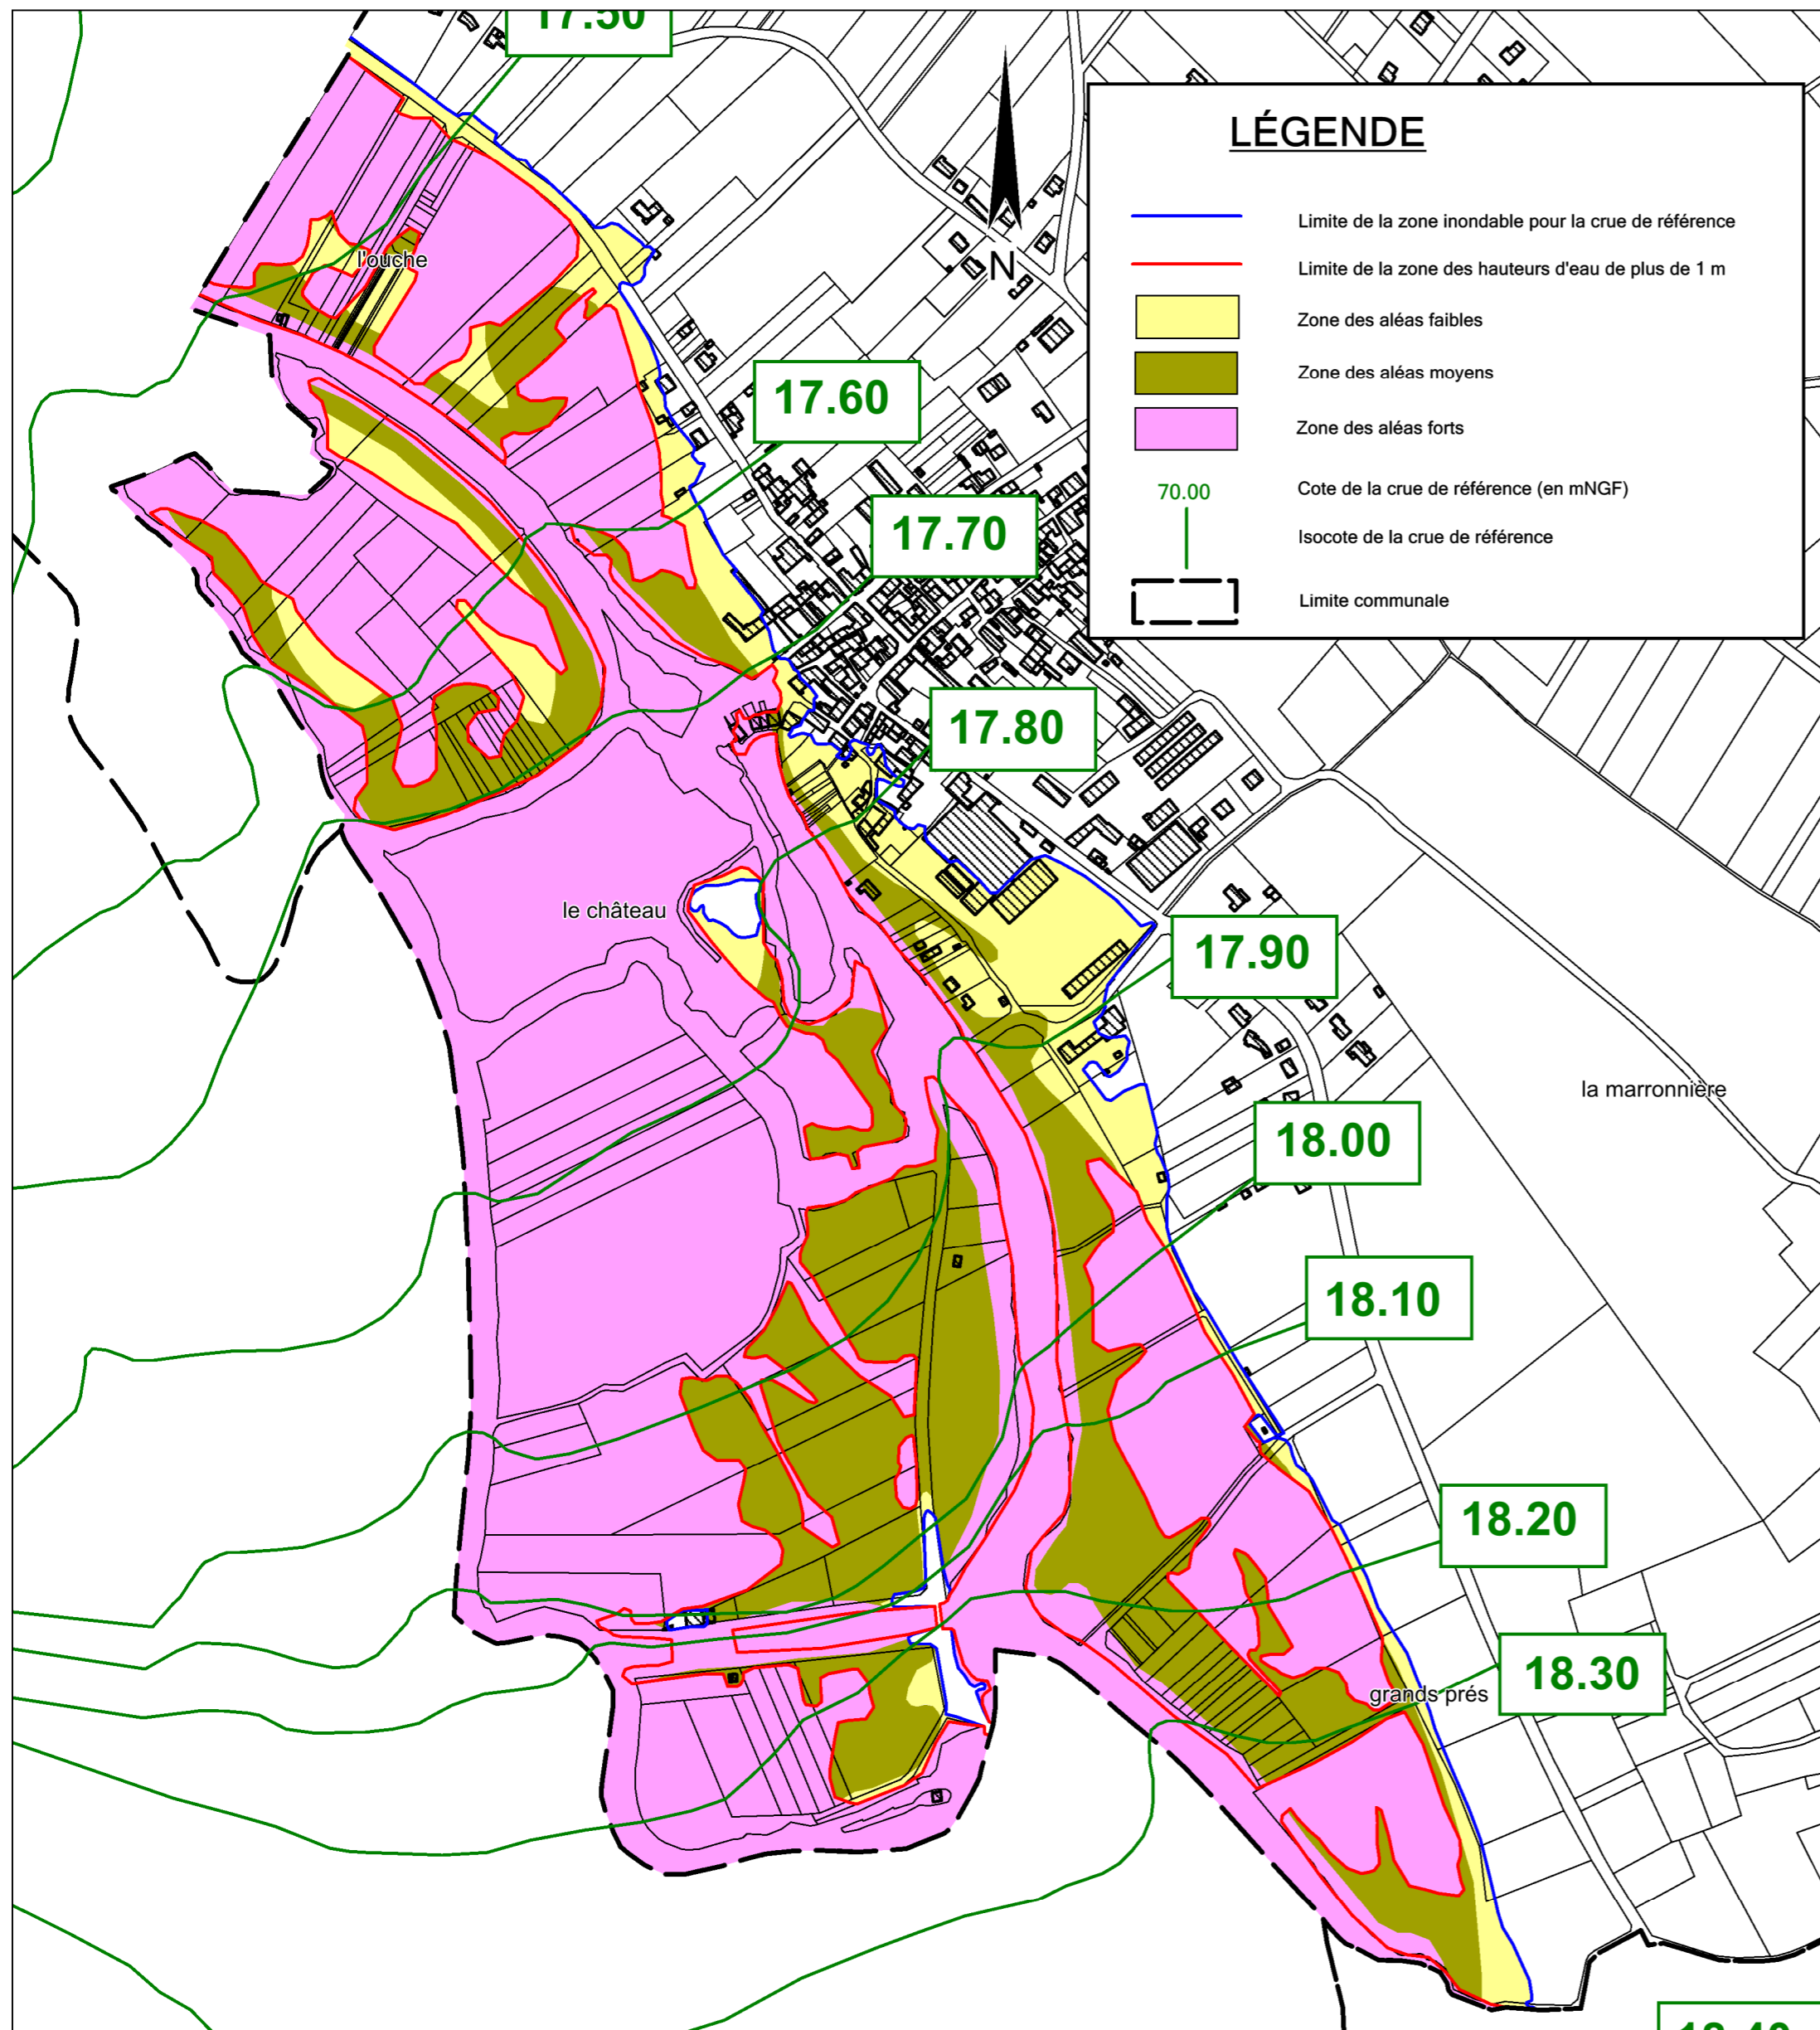 17.50
LÉGENDE
Limite de la zone inondable pour la crue de référence
Limite de la zone des hauteurs d'eau de plus de 1 m
Zone des aléas faibles
Zone des aléas moyens
Zone des aléas forts
70.00
Cote de la crue de référence (en mNGF)
Isocote de la crue de référence
Limite communale
N
l'ouche
17.60
17.70
17.80
le château
17.90
la marronnière
18.00
18.10
18.20
18.30
grands prés
18.40